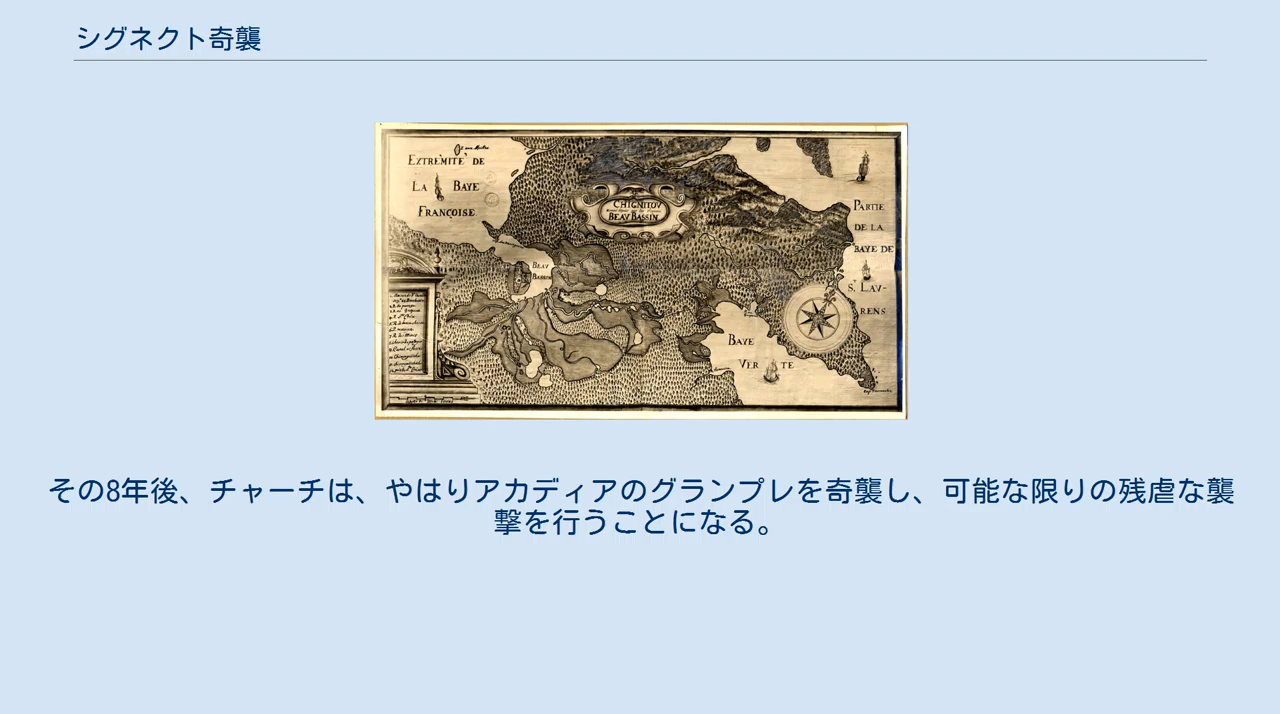 シグネクト奇襲
EXTREMITÉ DE
LA BAYE
FRANÇOISE
CHIGNITOU
BEAV BASSIN
PARTIE
DE LA
BAYE DE
S. LAV-
RENS
BEAV
BASSIN
BAYE
VER TE
その8年後、チャーチは、やはりアカディアのグランプレを奇襲し、可能な限りの残虐な襲
撃を行うことになる。